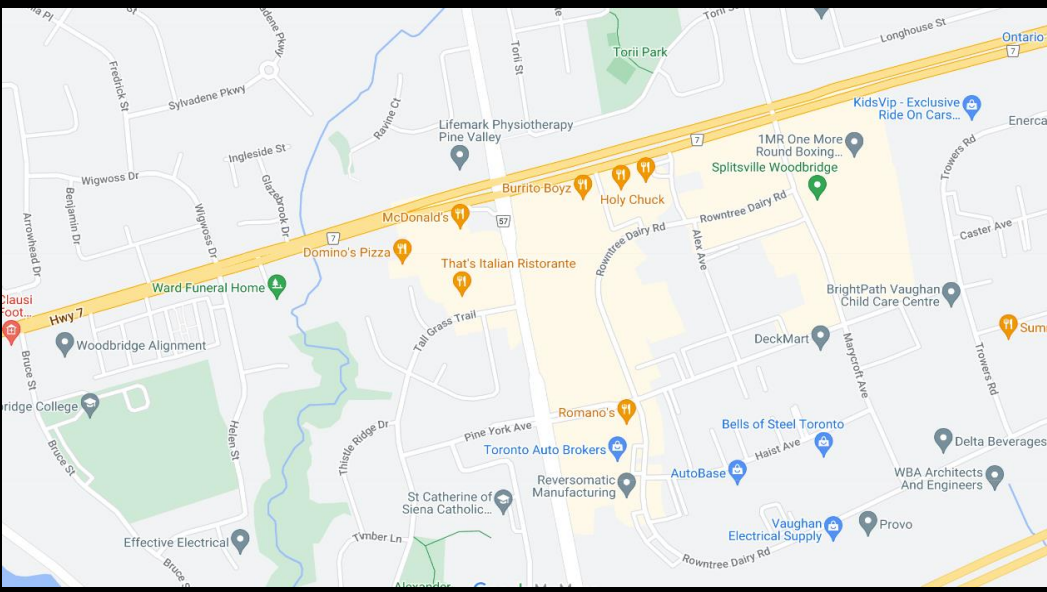 Torii St
Longhouse St
Ontario
7
Fredrick St
Torii St
Torii Park
Sylvadene Pkwy
KidsVip - Exclusive
Ride On Cars...
Ravine Ct
Lifemark Physiotherapy
Pine Valley
7
1MR One More
Round Boxing...
Enerca
Trowers Rd
Ingleside St
Splitsville Woodbridge
Wigwoss Dr
Burrito Boyz
Holy Chuck
Benjamin Dr
Glazebrook Dr
Wigwoss Dr
McDonald's
57
Rowntree Dairy Rd
Arrowhead Dr
7
Domino's Pizza
Rowntree Dairy Rd
Alex Ave
Caster Ave
That's Italian Ristorante
Ward Funeral Home
BrightPath Vaughan
Child Care Centre
Clausi
Foot...
Hwy 7
Tall Grass Trail
Woodbridge Alignment
DeckMart
Marycroft Ave
Trowers Rd
Bruce St
Romano's
ridge College
Helen St
Thistle Ridge Dr
Pine York Ave
Bells of Steel Toronto
Toronto Auto Brokers
Haist Ave
Delta Beverages
Bruce St
AutoBase
Reversomatic
Manufacturing
WBA Architects
And Engineers
St Catherine of
Siena Catholic...
Vaughan
Electrical Supply
Provo
Effective Electrical
Timber Ln
Rowntree Dairy Rd
Bruce S
Alexander